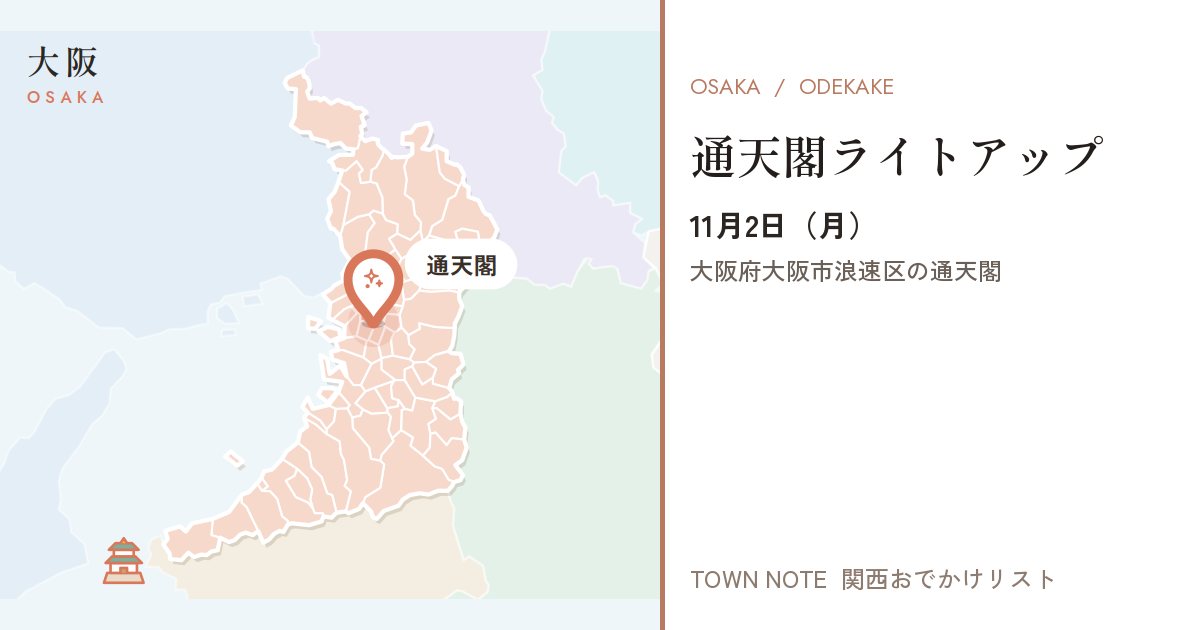 大阪
OSAKA
通天閣
OSAKA / ODEKAKE
通天閣ライトアップ
11月2日（月）
大阪府大阪市浪速区の通天閣
TOWN NOTE 関西おでかけリスト